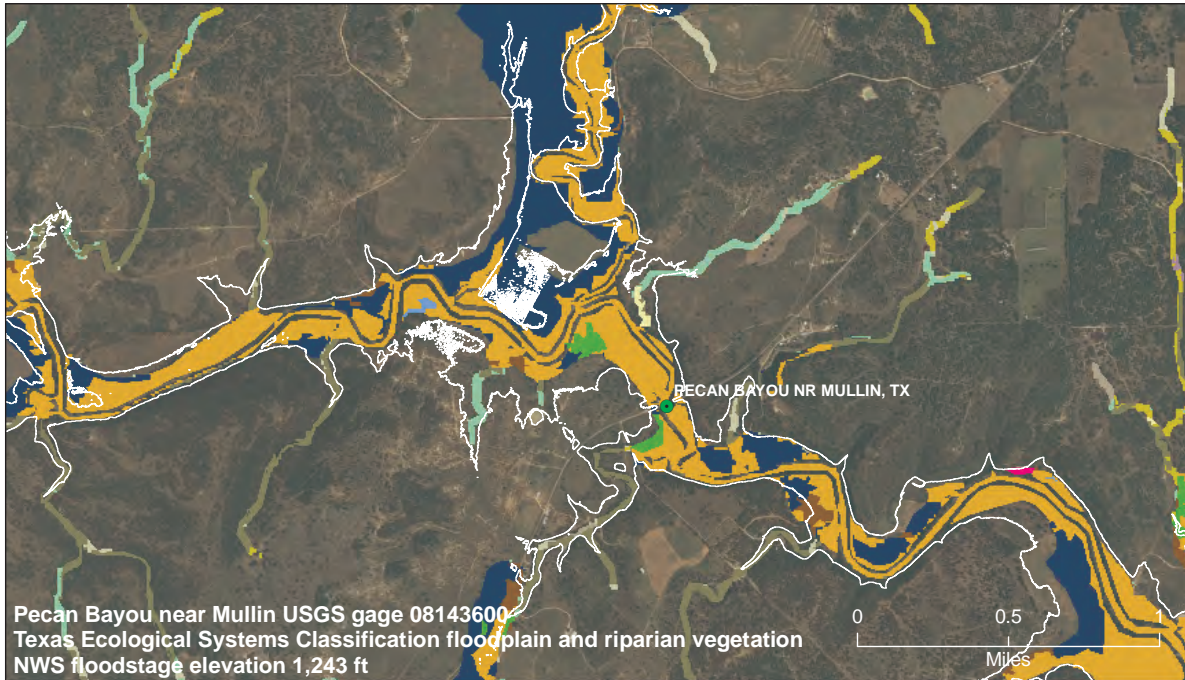 PECAN BAYOU NR MULLIN, TX
Pecan Bayou near Mullin USGS gage 08143600
Texas Ecological Systems Classification floodplain and riparian vegetation
NWS floodstage elevation 1,243 ft
0 0.5 1
Miles